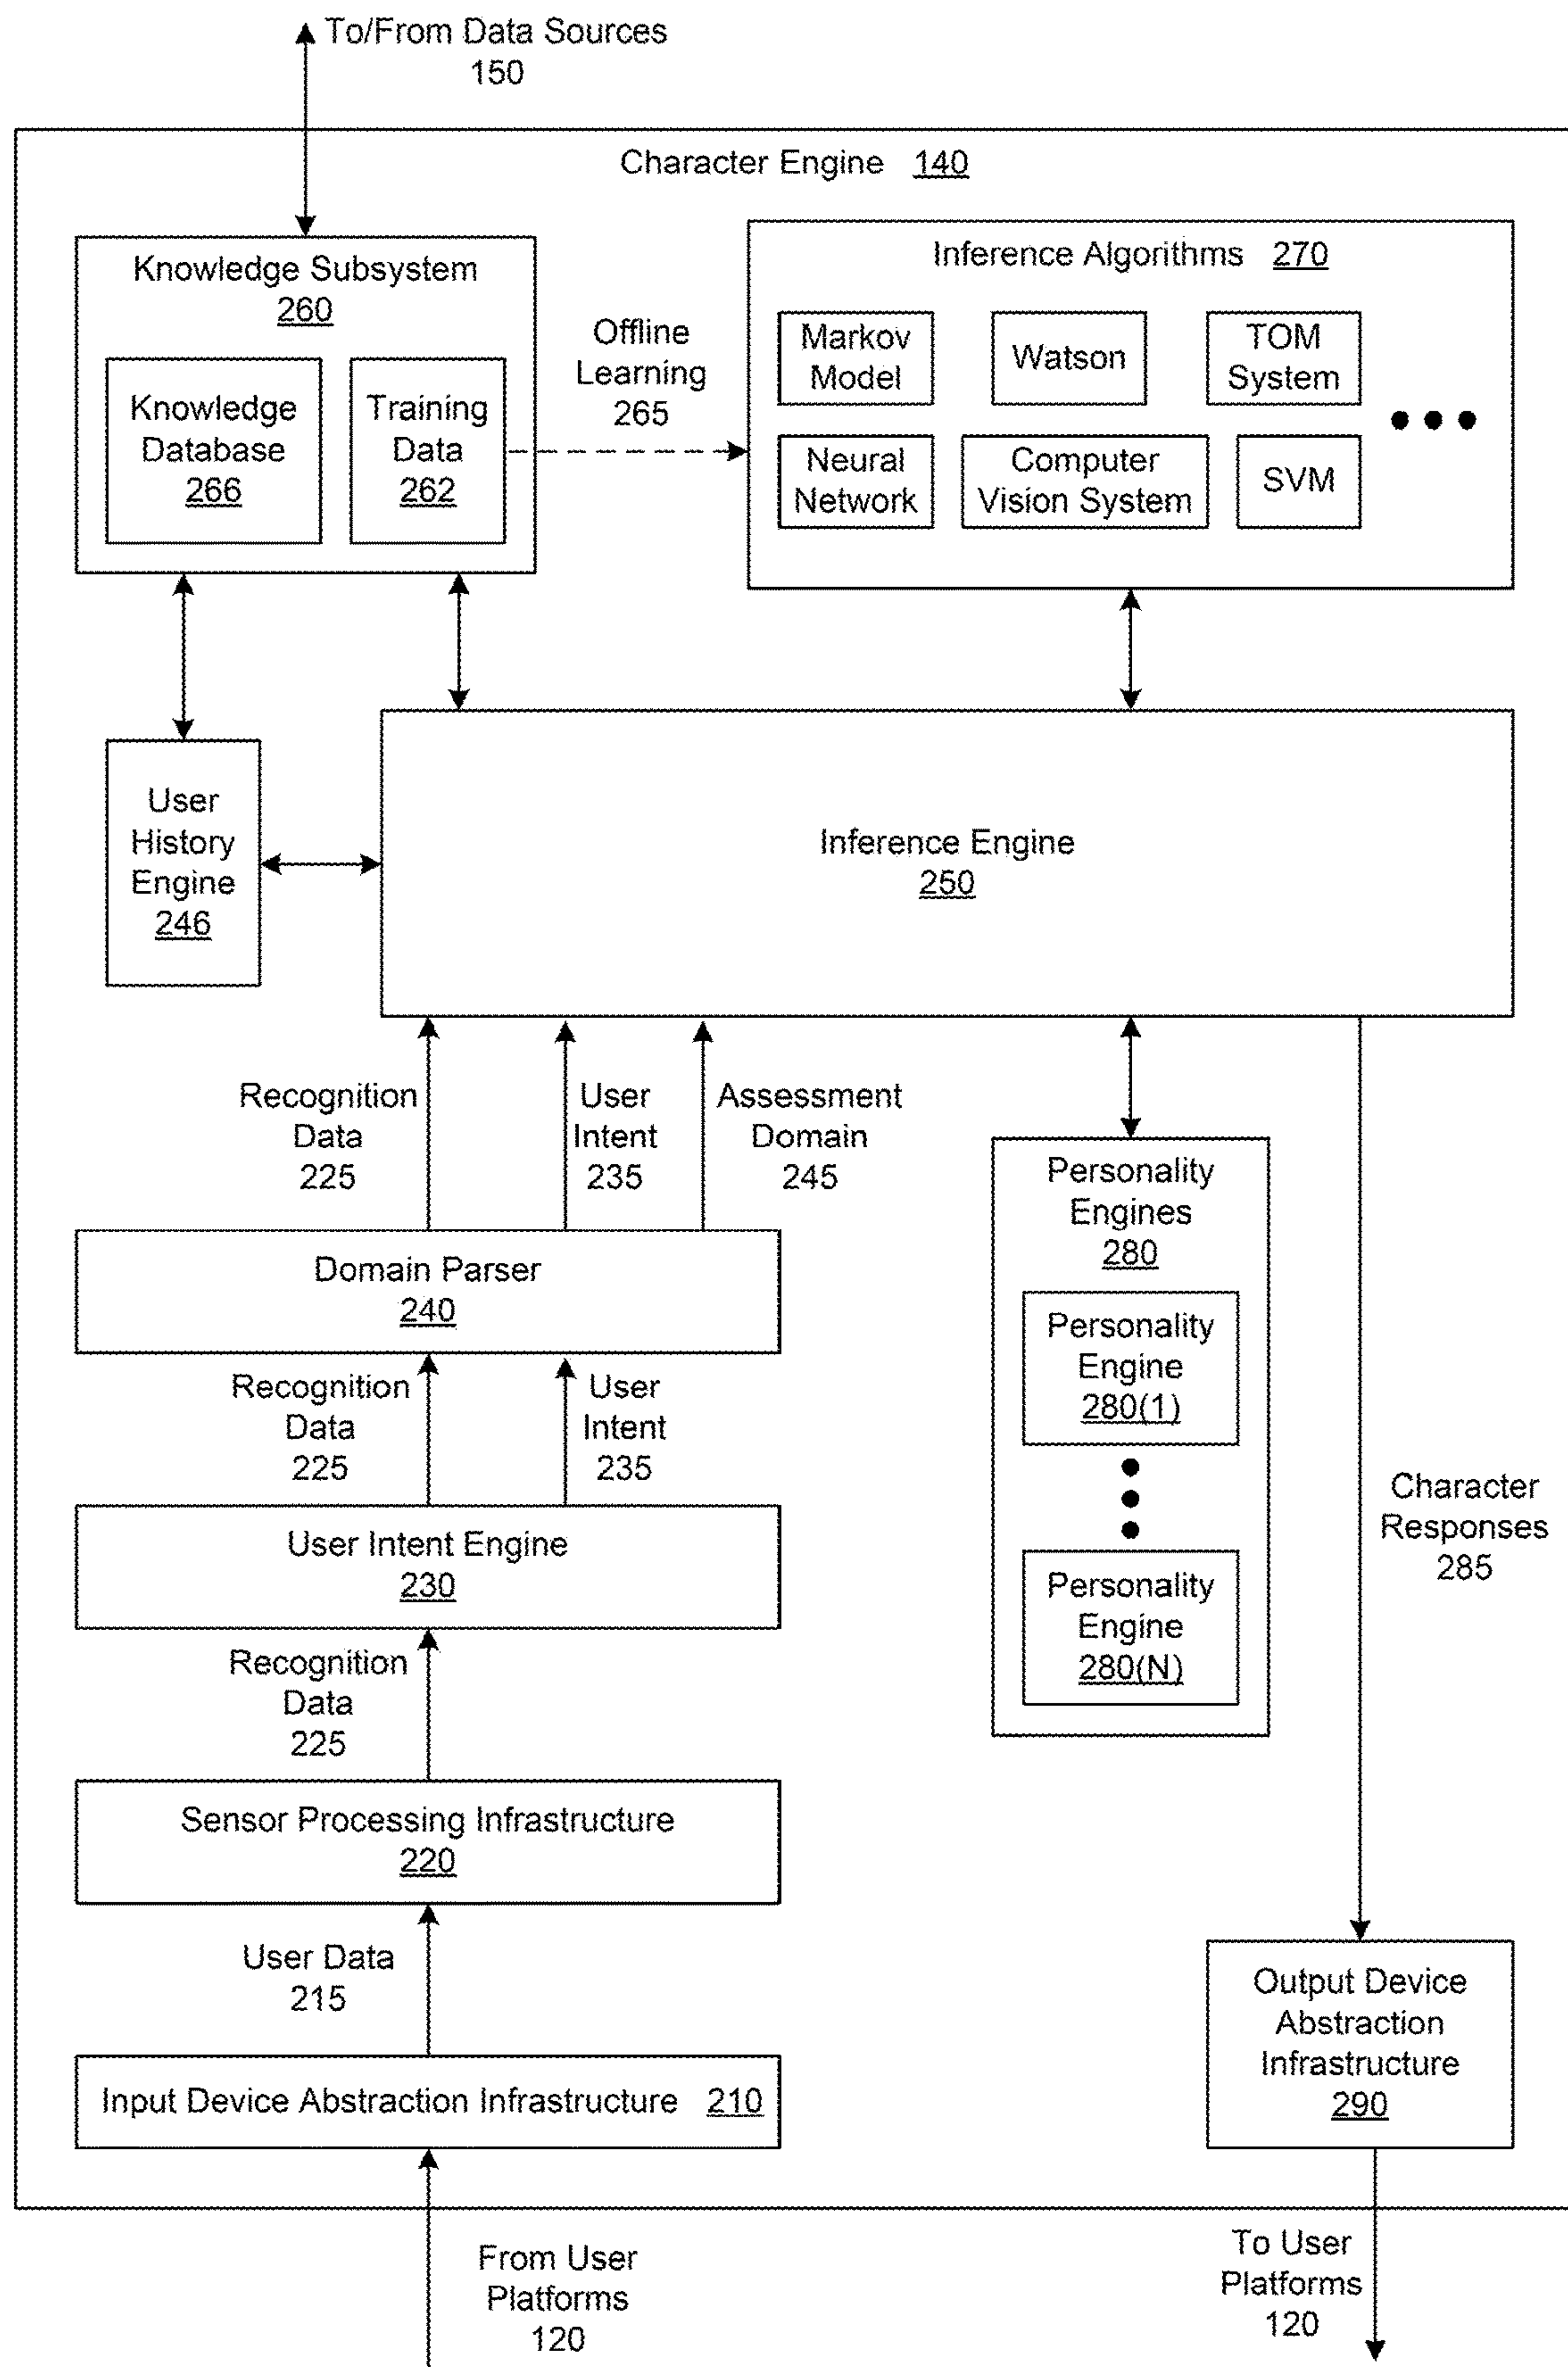 To/From Data Sources
150
Character Engine 140
Knowledge Subsystem
260
Knowledge
Database
266
Training
Data
262
Offline
Learning
265
Inference Algorithms 270
Markov
Model
Watson
TOM
System
Neural
Network
Computer
Vision System
SVM
User
History
Engine
246
Inference Engine
250
Recognition
Data
225
User
Intent
235
Assessment
Domain
245
Domain Parser
240
Recognition
Data
225
User
Intent
235
User Intent Engine
230
Recognition
Data
225
Sensor Processing Infrastructure
220
User Data
215
Input Device Abstraction Infrastructure 210
From User
Platforms
120
Personality
Engines
280
Personality
Engine
280(1)
Personality
Engine
280(N)
Character
Responses
285
Output Device
Abstraction
Infrastructure
290
To User
Platforms
120